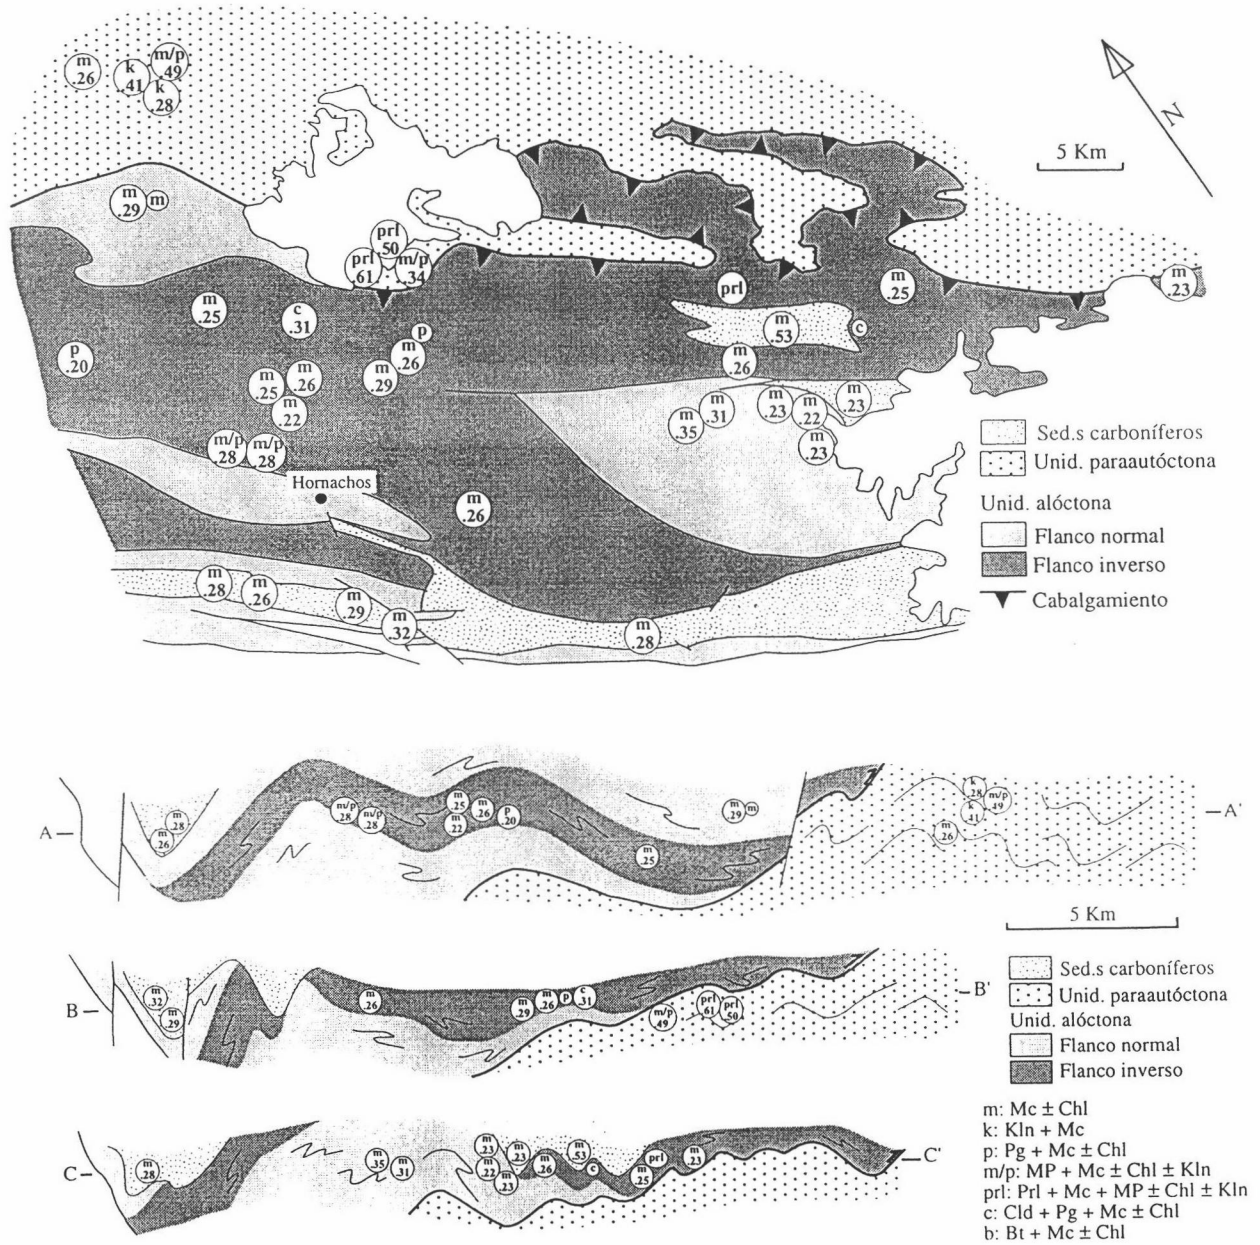 m
.26
k
.41
m/p
.49
k
.28
N
5 Km
m
.29
m
prl
.50
prl
.61
m/p
.34
m
.25
c
.31
p
.20
p
m
.26
m
.29
m
.25
m
.26
m
.22
m/p
.28
m/p
.28
Hornachos
m
.26
prl
m
.25
m
.23
m
.53
c
m
.26
m
.35
m
.31
m
.23
m
.22
m
.23
m
.23
m
.28
m
.26
m
.29
m
.32
m
.28
Sed.s carboníferos
Unid. paraautóctona
Unid. alóctona
Flanco normal
Flanco inverso
Cabalgamiento
A
m
.28
m
.26
m/p
.28
m/p
.28
m
.25
m
.26
m
.22
p
.20
m
.25
m
.29
m
k
.28
m/p
.49
k
.41
m
.26
A'
5 Km
B
m
.32
m
.29
m
.26
m
.29
m
.26
p
c
.31
m/p
.49
prl
.61
prl
.50
B'
C
m
.28
m
.35
m
.31
m
.23
m
.22
m
.23
m
.23
m
.26
m
.53
c
m
.25
prl
m
.23
C'
Sed.s carboníferos
Unid. paraautóctona
Unid. alóctona
Flanco normal
Flanco inverso
m: Mc ± Chl
k: Kln + Mc
p: Pg + Mc ± Chl
m/p: MP + Mc ± Chl ± Kln
prl: Prl + Mc + MP ± Chl ± Kln
c: Cld + Pg + Mc ± Chl
b: Bt + Mc ± Chl